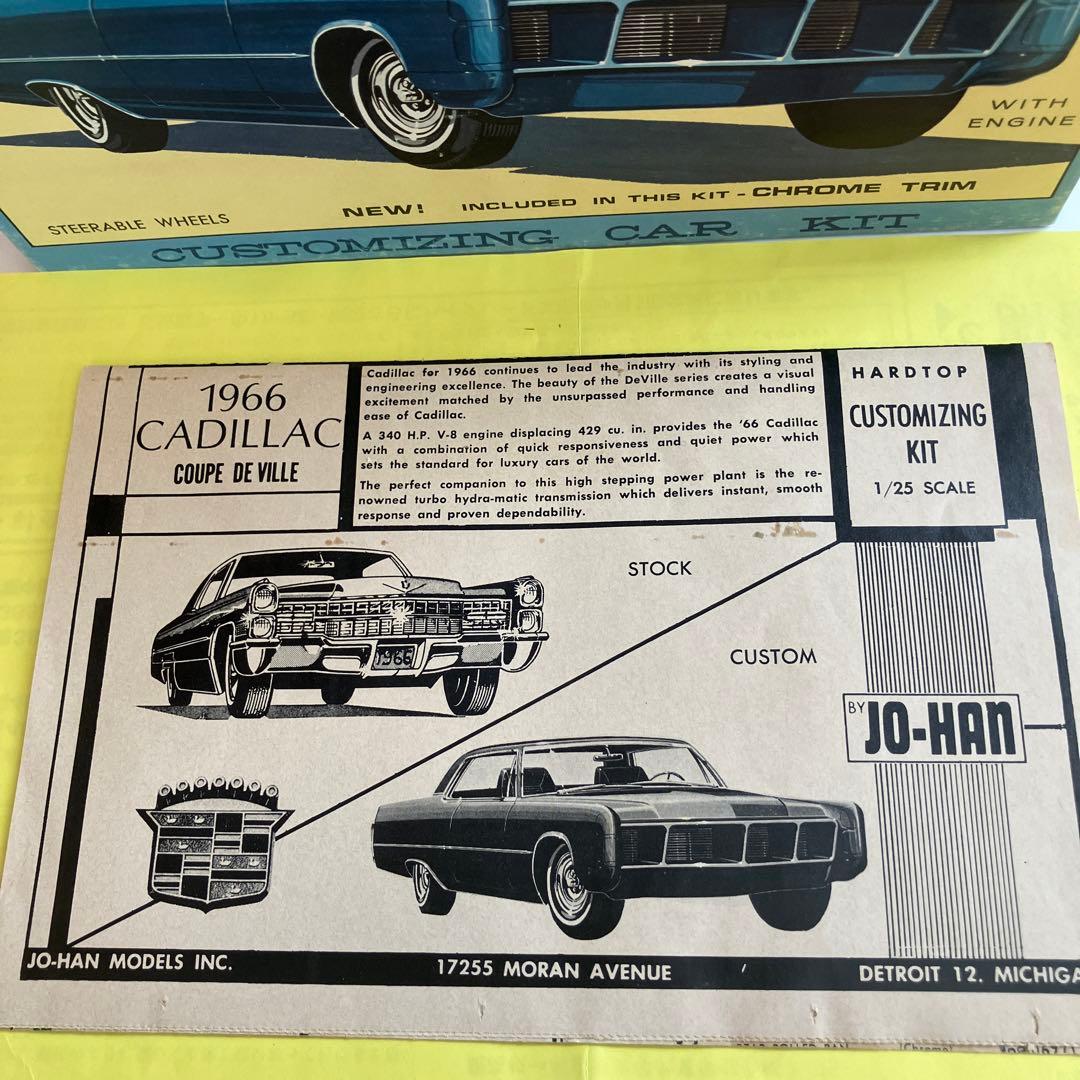 WITH
ENGINE
STEERABLE WHEELS
NEW! INCLUDED IN THIS KIT - CHROME TRIM
CUSTOMIZING CAR KIT
1966
CADILLAC
COUPE DE VILLE
Cadillac for 1966 continues to lead the industry with its styling and
engineering excellence. The beauty of the DeVille series creates a visual
excitement matched by the unsurpassed performance and handling
ease of Cadillac.
A 340 H.P. V-8 engine displacing 429 cu. in. provides the '66 Cadillac
with a combination of quick responsiveness and quiet power which
sets the standard for luxury cars of the world.
The perfect companion to this high stepping power plant is the re-
nowned turbo hydra-matic transmission which delivers instant, smooth
response and proven dependability.
HARDTOP
CUSTOMIZING
KIT
1/25 SCALE
STOCK
1966
CUSTOM
BY JO-HAN
JO-HAN MODELS INC.
17255 MORAN AVENUE
DETROIT 12. MICHIGA